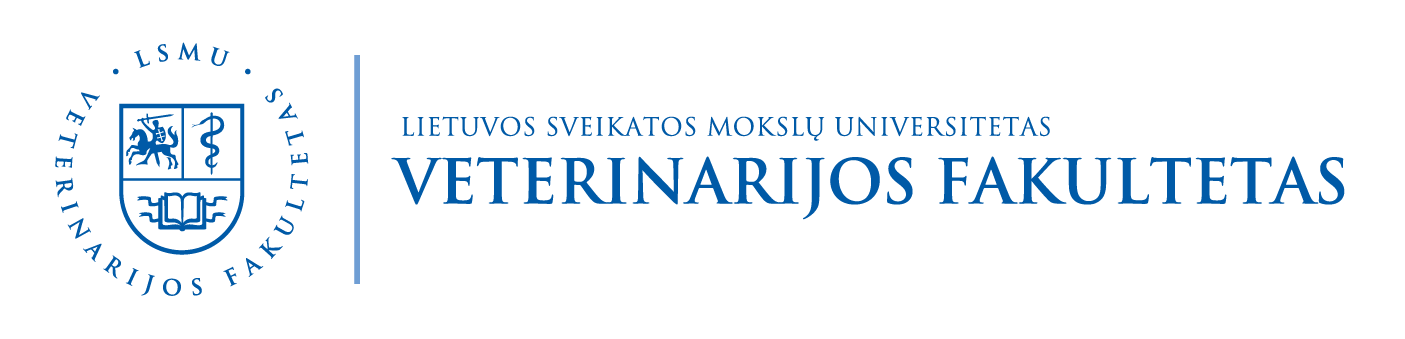 · LSMU ·
VETERINARIJOS FAKULTETAS
LIETUVOS SVEIKATOS MOKSLŲ UNIVERSITETAS
VETERINARIJOS FAKULTETAS